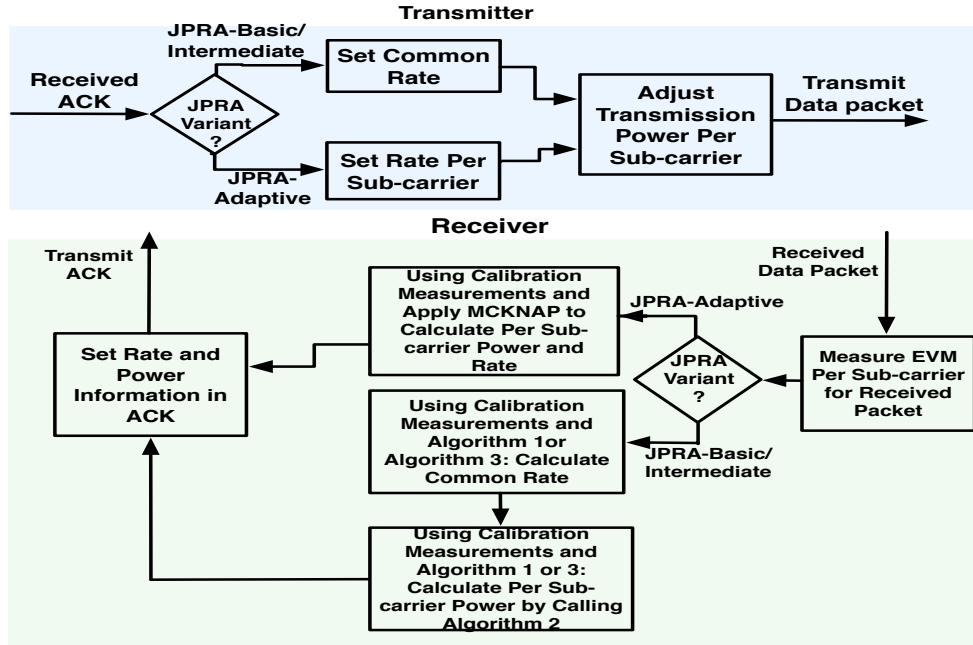 Transmitter
JPRA-Basic/
Intermediate
Received
ACK
JPRA
Variant
?
JPRA-
Adaptive
Set Common
Rate
Set Rate Per
Sub-carrier
Adjust
Transmission
Power Per
Sub-carrier
Transmit
Data packet
Receiver
Received
Data Packet
Measure EVM
Per Sub-carrier
for Received
Packet
JPRA
Variant
?
JPRA-Adaptive
JPRA-Basic/
Intermediate
Using Calibration
Measurements and
Apply MCKNAP to
Calculate Per Sub-
carrier Power and
Rate
Using Calibration
Measurements and
Algorithm 1or
Algorithm 3: Calculate
Common Rate
Using Calibration
Measurements and
Algorithm 1 or 3:
Calculate Per Sub-
carrier Power by Calling
Algorithm 2
Set Rate and
Power
Information in
ACK
Transmit
ACK